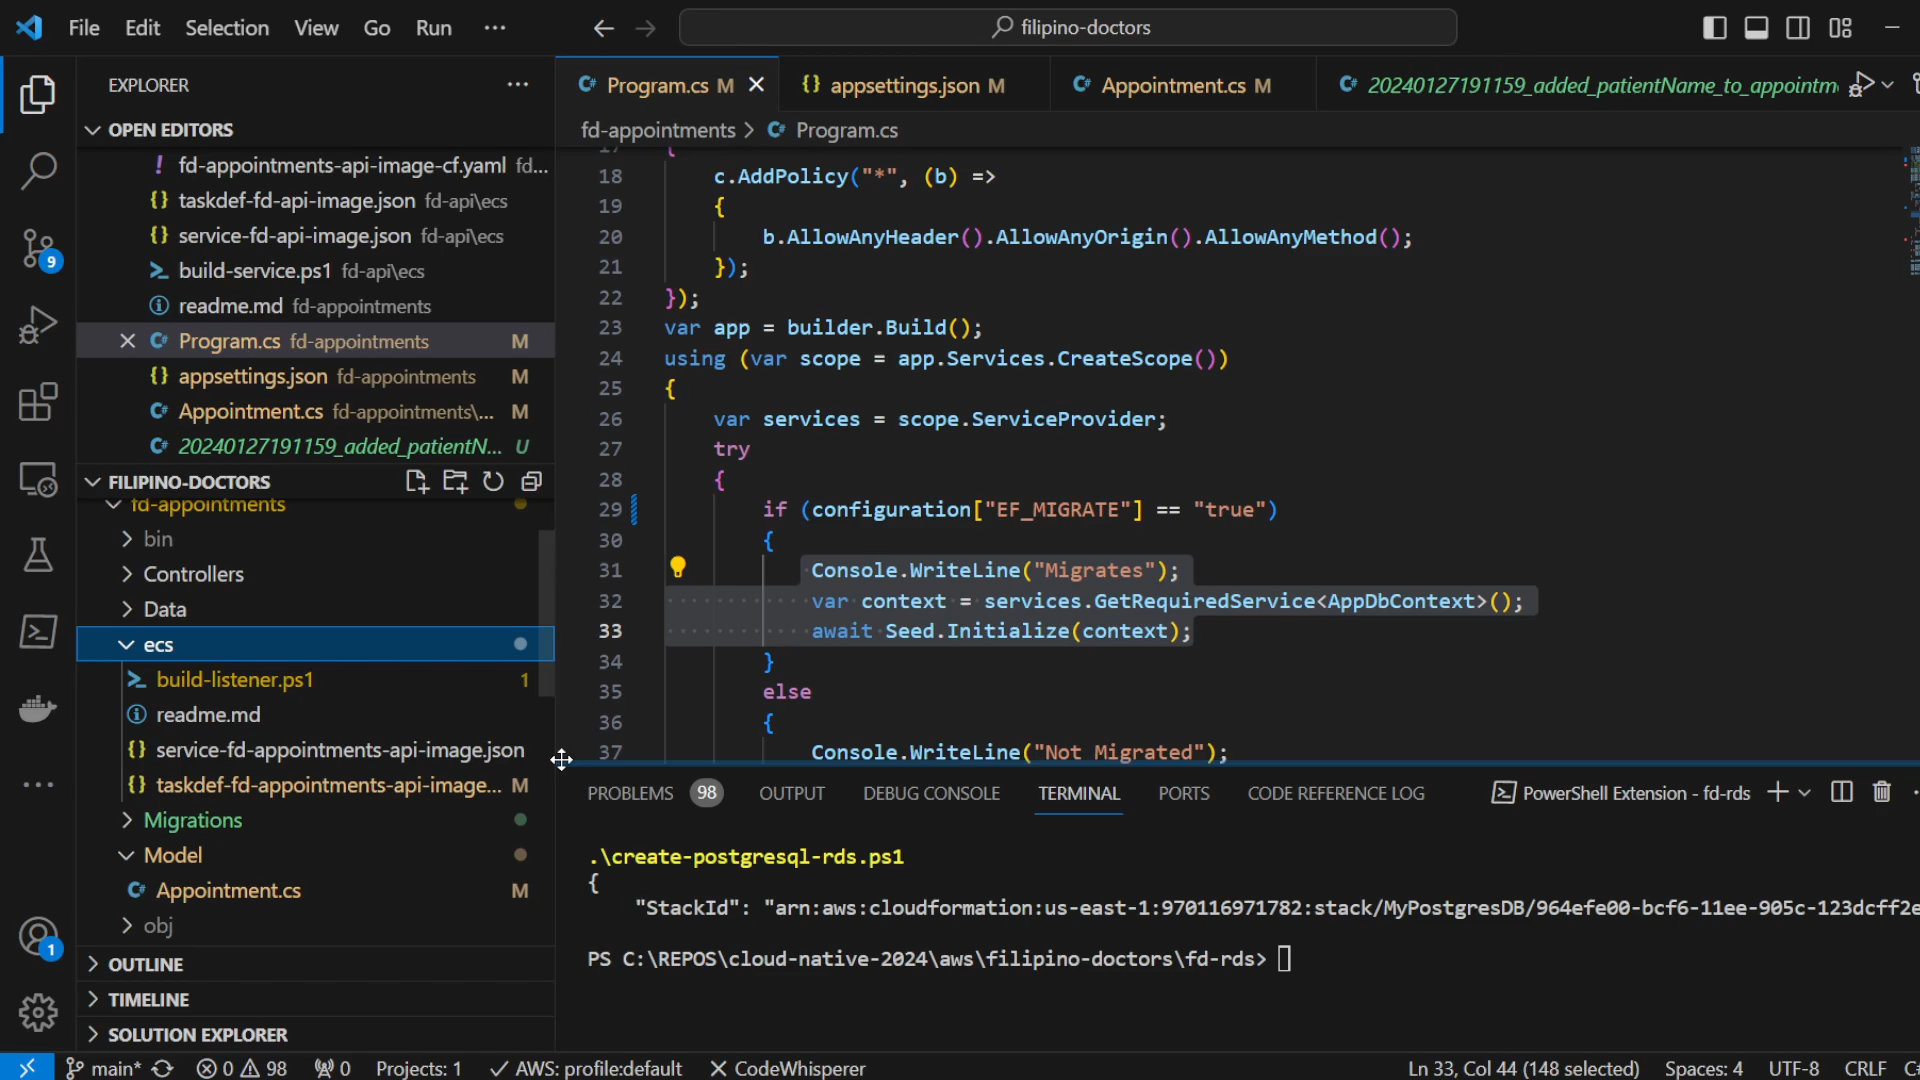 File Edit Selection View Go Run ···
filipino-doctors
EXPLORER
OPEN EDITORS
! fd-appointments-api-image-cf.yaml fd...
{} taskdef-fd-api-image.json fd-api\ecs
{} service-fd-api-image.json fd-api\ecs
build-service.ps1 fd-api\ecs
readme.md fd-appointments
Program.cs fd-appointments M
{} appsettings.json fd-appointments M
Appointment.cs fd-appointments\... M
20240127191159_added_patientN... U
FILIPINO-DOCTORS
fd-appointments
bin
Controllers
Data
ecs
build-listener.ps1 1
readme.md
{} service-fd-appointments-api-image.json
{} taskdef-fd-appointments-api-image... M
Migrations
Model
Appointment.cs M
obj
OUTLINE
TIMELINE
SOLUTION EXPLORER
9
1
C# Program.cs M
{} appsettings.json M
C# Appointment.cs M
C# 20240127191159_added_patientName_to_appointm
fd-appointments > C# Program.cs
17 {
18 c.AddPolicy("*", (b) =>
19 {
20 b.AllowAnyHeader().AllowAnyOrigin().AllowAnyMethod();
21 });
22 });
23 var app = builder.Build();
24 using (var scope = app.Services.CreateScope())
25 {
26 var services = scope.ServiceProvider;
27 try
28 {
29 if (configuration["EF_MIGRATE"] == "true")
30 {
31 Console.WriteLine("Migrates");
32 var context = services.GetRequiredService<AppDbContext>();
33 await Seed.Initialize(context);
34 }
35 else
36 {
37 Console.WriteLine("Not Migrated");
PROBLEMS 98 OUTPUT DEBUG CONSOLE TERMINAL PORTS CODE REFERENCE LOG
PowerShell Extension - fd-rds
.\create-postgresql-rds.ps1
{
"StackId": "arn:aws:cloudformation:us-east-1:970116971782:stack/MyPostgresDB/964efe00-bcf6-11ee-905c-123dcff2e
PS C:\REPOS\cloud-native-2024\aws\filipino-doctors\fd-rds>
main* 0 98 0 Projects: 1 AWS: profile:default CodeWhisperer
Ln 33, Col 44 (148 selected) Spaces: 4 UTF-8 CRLF